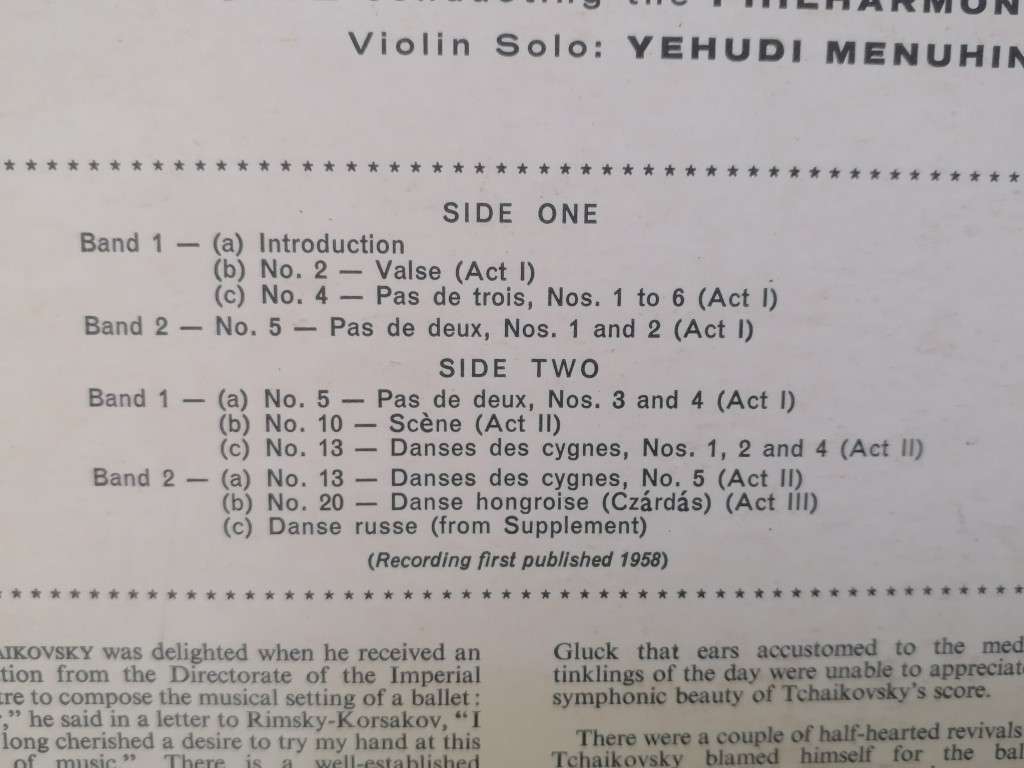 conducting the PHILHARMON
Violin Solo: YEHUDI MENUHIN
SIDE ONE
Band 1 — (a) Introduction
(b) No. 2 — Valse (Act I)
(c) No. 4 — Pas de trois, Nos. 1 to 6 (Act I)
Band 2 — No. 5 — Pas de deux, Nos. 1 and 2 (Act I)
SIDE TWO
Band 1 — (a) No. 5 — Pas de deux, Nos. 3 and 4 (Act I)
(b) No. 10 — Scène (Act II)
(c) No. 13 — Danses des cygnes, Nos. 1, 2 and 4 (Act II)
Band 2 — (a) No. 13 — Danses des cygnes, No. 5 (Act II)
(b) No. 20 — Danse hongroise (Czárdás) (Act III)
(c) Danse russe (from Supplement)
(Recording first published 1958)
AIKOVSKY was delighted when he received an
tion from the Directorate of the Imperial
tre to compose the musical setting of a ballet :
," he said in a letter to Rimsky-Korsakov, "I
long cherished a desire to try my hand at this
of music." There is a well-established
Gluck that ears accustomed to the med
tinklings of the day were unable to appreciate
symphonic beauty of Tchaikovsky's score.
There were a couple of half-hearted revivals
Tchaikovsky blamed himself for the bal